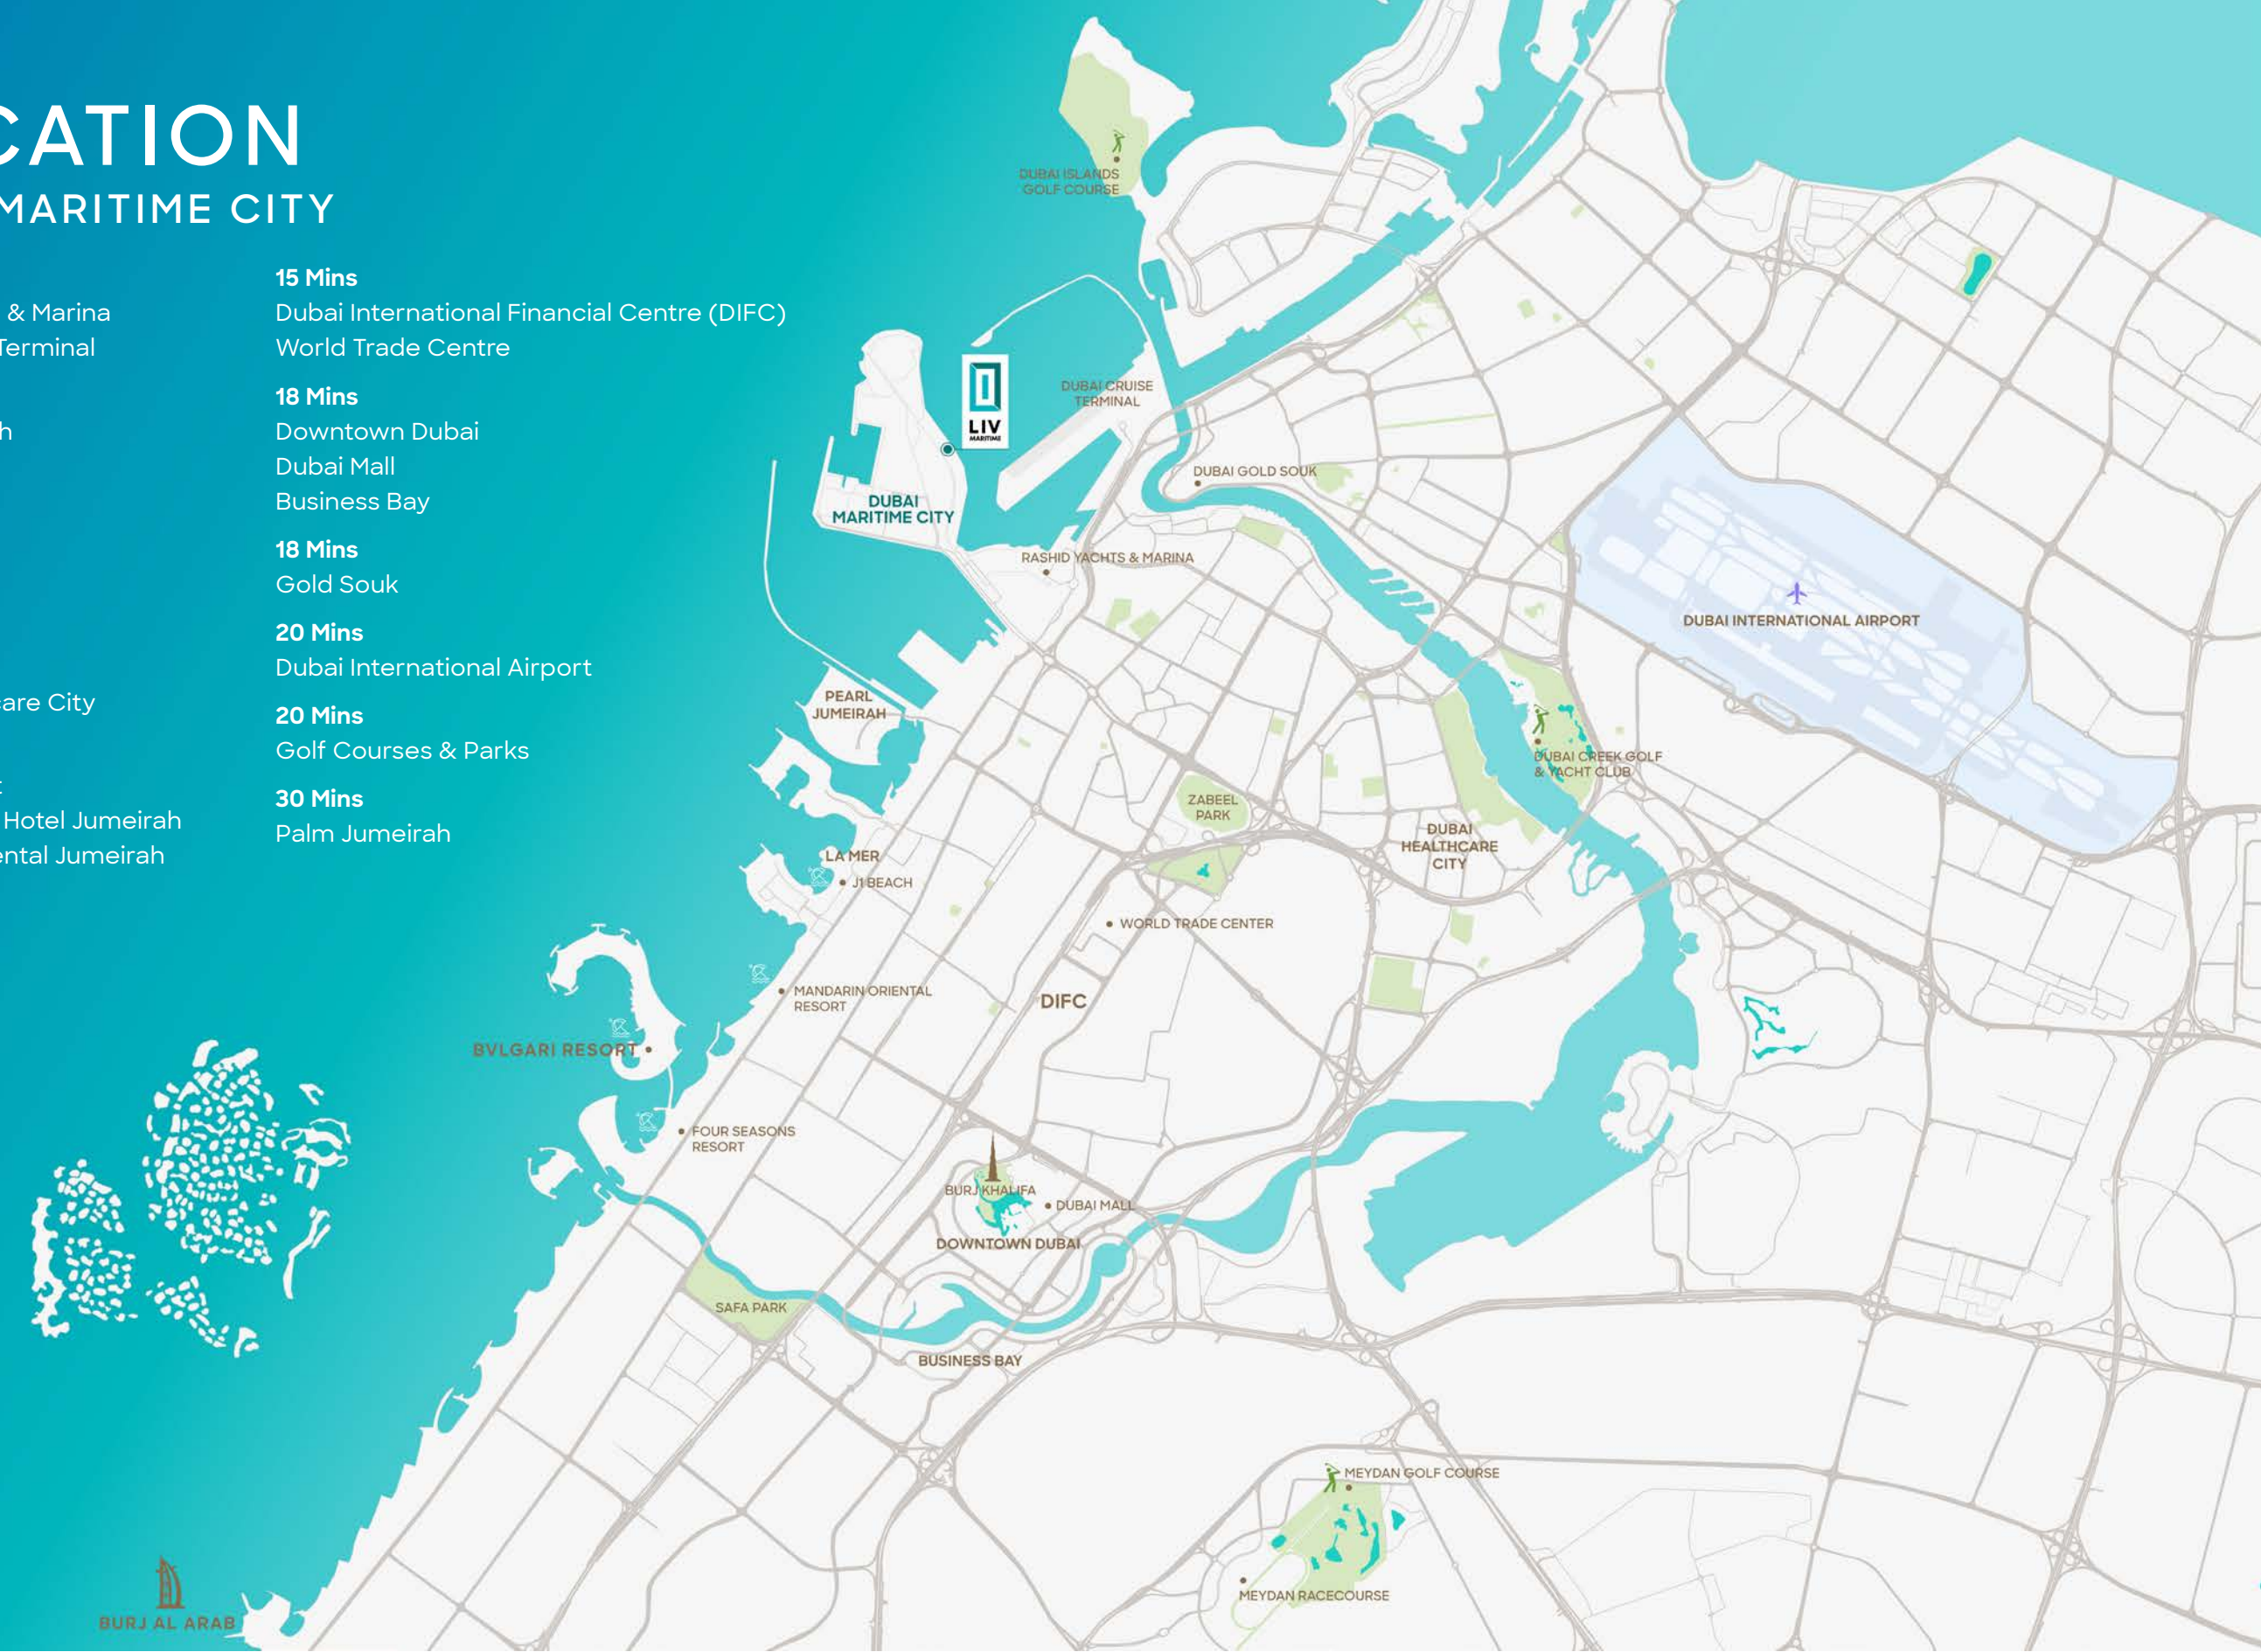 CATION
MARITIME CITY
& Marina
Terminal
h
are City
Hotel Jumeirah
ental Jumeirah
15 Mins
Dubai International Financial Centre (DIFC)
World Trade Centre
18 Mins
Downtown Dubai
Dubai Mall
Business Bay
18 Mins
Gold Souk
20 Mins
Dubai International Airport
20 Mins
Golf Courses & Parks
30 Mins
Palm Jumeirah
DUBAI ISLANDS
GOLF COURSE
LIV
MARITIME
DUBAI CRUISE
TERMINAL
DUBAI GOLD SOUK
DUBAI
MARITIME CITY
RASHID YACHTS & MARINA
DUBAI INTERNATIONAL AIRPORT
PEARL
JUMEIRAH
DUBAI CREEK GOLF
& YACHT CLUB
ZABEEL
PARK
DUBAI
HEALTHCARE
CITY
LA MER
J1 BEACH
WORLD TRADE CENTER
MANDARIN ORIENTAL
RESORT
DIFC
BVLGARI RESORT
FOUR SEASONS
RESORT
BURJ KHALIFA
DUBAI MALL
DOWNTOWN DUBAI
SAFA PARK
BUSINESS BAY
MEYDAN GOLF COURSE
MEYDAN RACECOURSE
BURJ AL ARAB